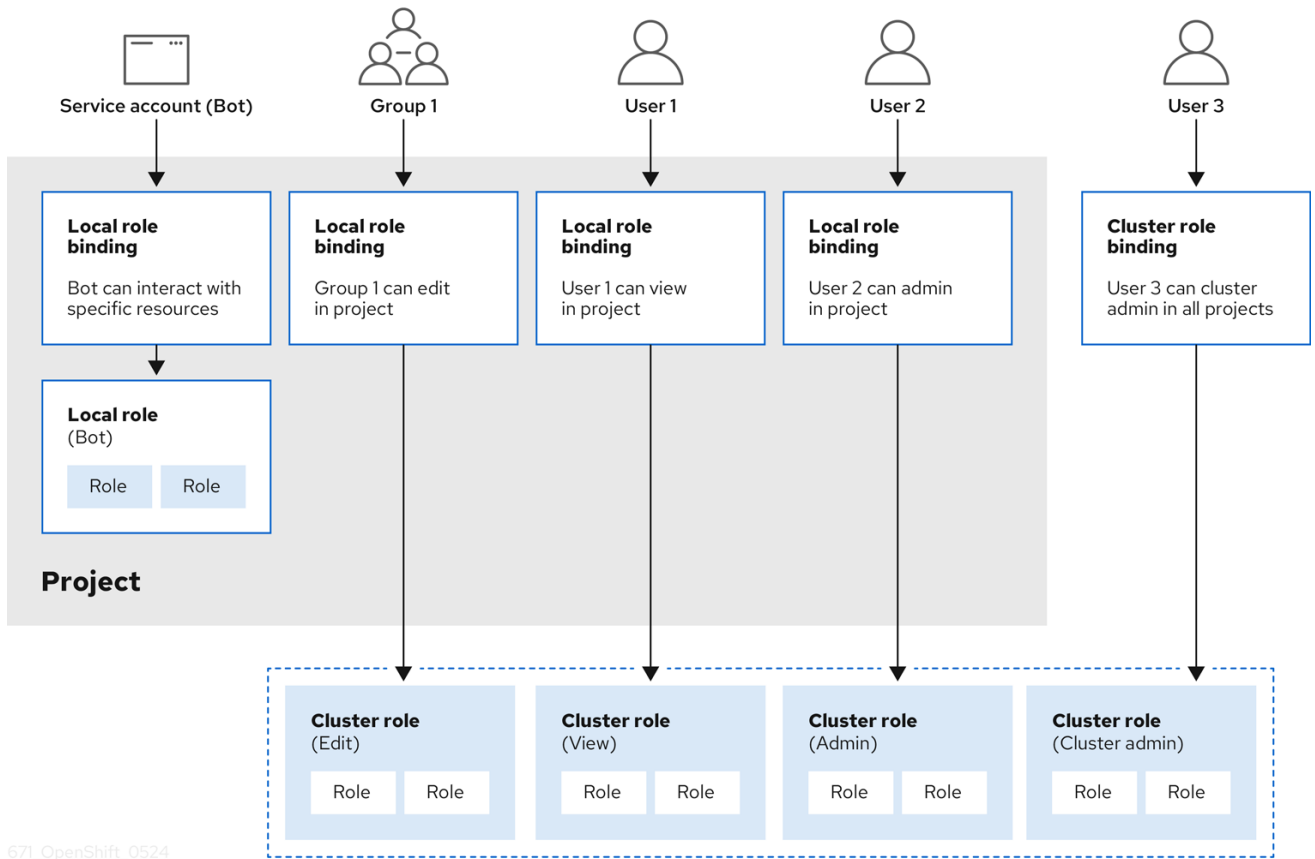 Service account (Bot)
Group 1
User 1
User 2
User 3
Local role
binding
Bot can interact with
specific resources
Local role
binding
Group 1 can edit
in project
Local role
binding
User 1 can view
in project
Local role
binding
User 2 can admin
in project
Cluster role
binding
User 3 can cluster
admin in all projects
Local role
(Bot)
Role
Role
Project
Cluster role
(Edit)
Role
Role
Cluster role
(View)
Role
Role
Cluster role
(Admin)
Role
Role
Cluster role
(Cluster admin)
Role
Role
671_OpenShift_0524